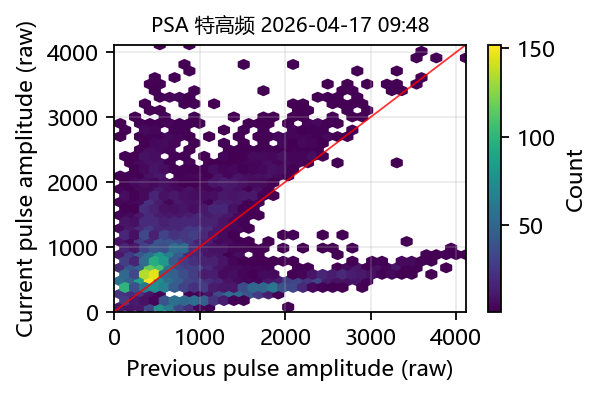 PSA 特高频 2026-04-17 09:48
Current pulse amplitude (raw)
4000
3000
2000
1000
0
0 1000 2000 3000 4000
Previous pulse amplitude (raw)
150
100
50
Count